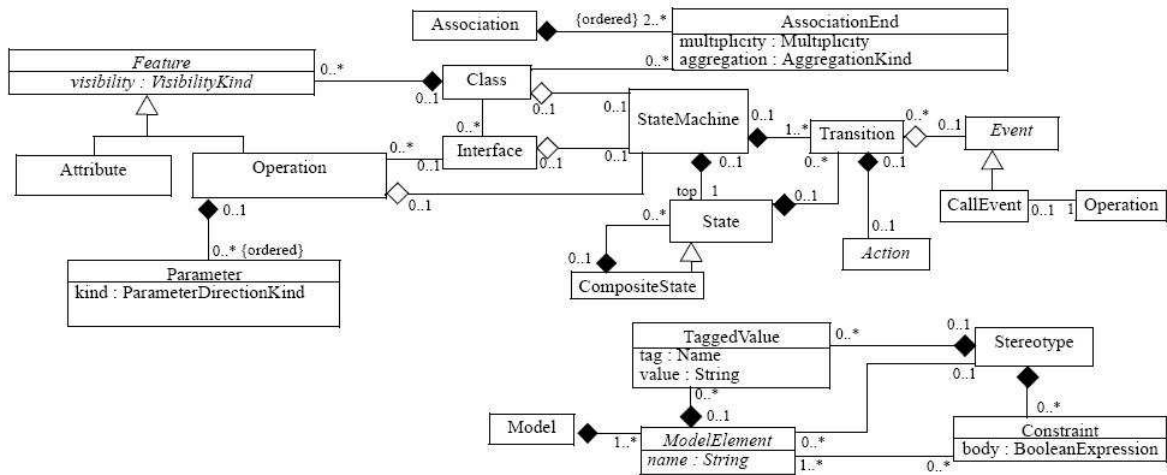 Association
{ordered} 2..*
AssociationEnd
multiplicity : Multiplicity
aggregation : AggregationKind
Feature
visibility : VisibilityKind
0..*
0..1
Class
0..*
0..1
0..1
StateMachine
0..1
1..*
Transition
0..*
0..1
Event
0..*
Interface
0..*
0..1
0..1
0..1
0..1
0..*
0..1
Attribute
Operation
0..1
0..1
top
1
0..1
CallEvent
0..1
1
Operation
0..*
State
0..* {ordered}
0..1
0..1
Action
Parameter
kind : ParameterDirectionKind
CompositeState
TaggedValue
tag : Name
value : String
0..*
0..1
Stereotype
0..1
0..*
0..1
0..*
Model
1..*
ModelElement
name : String
0..*
1..*
0..*
Constraint
body : BooleanExpression